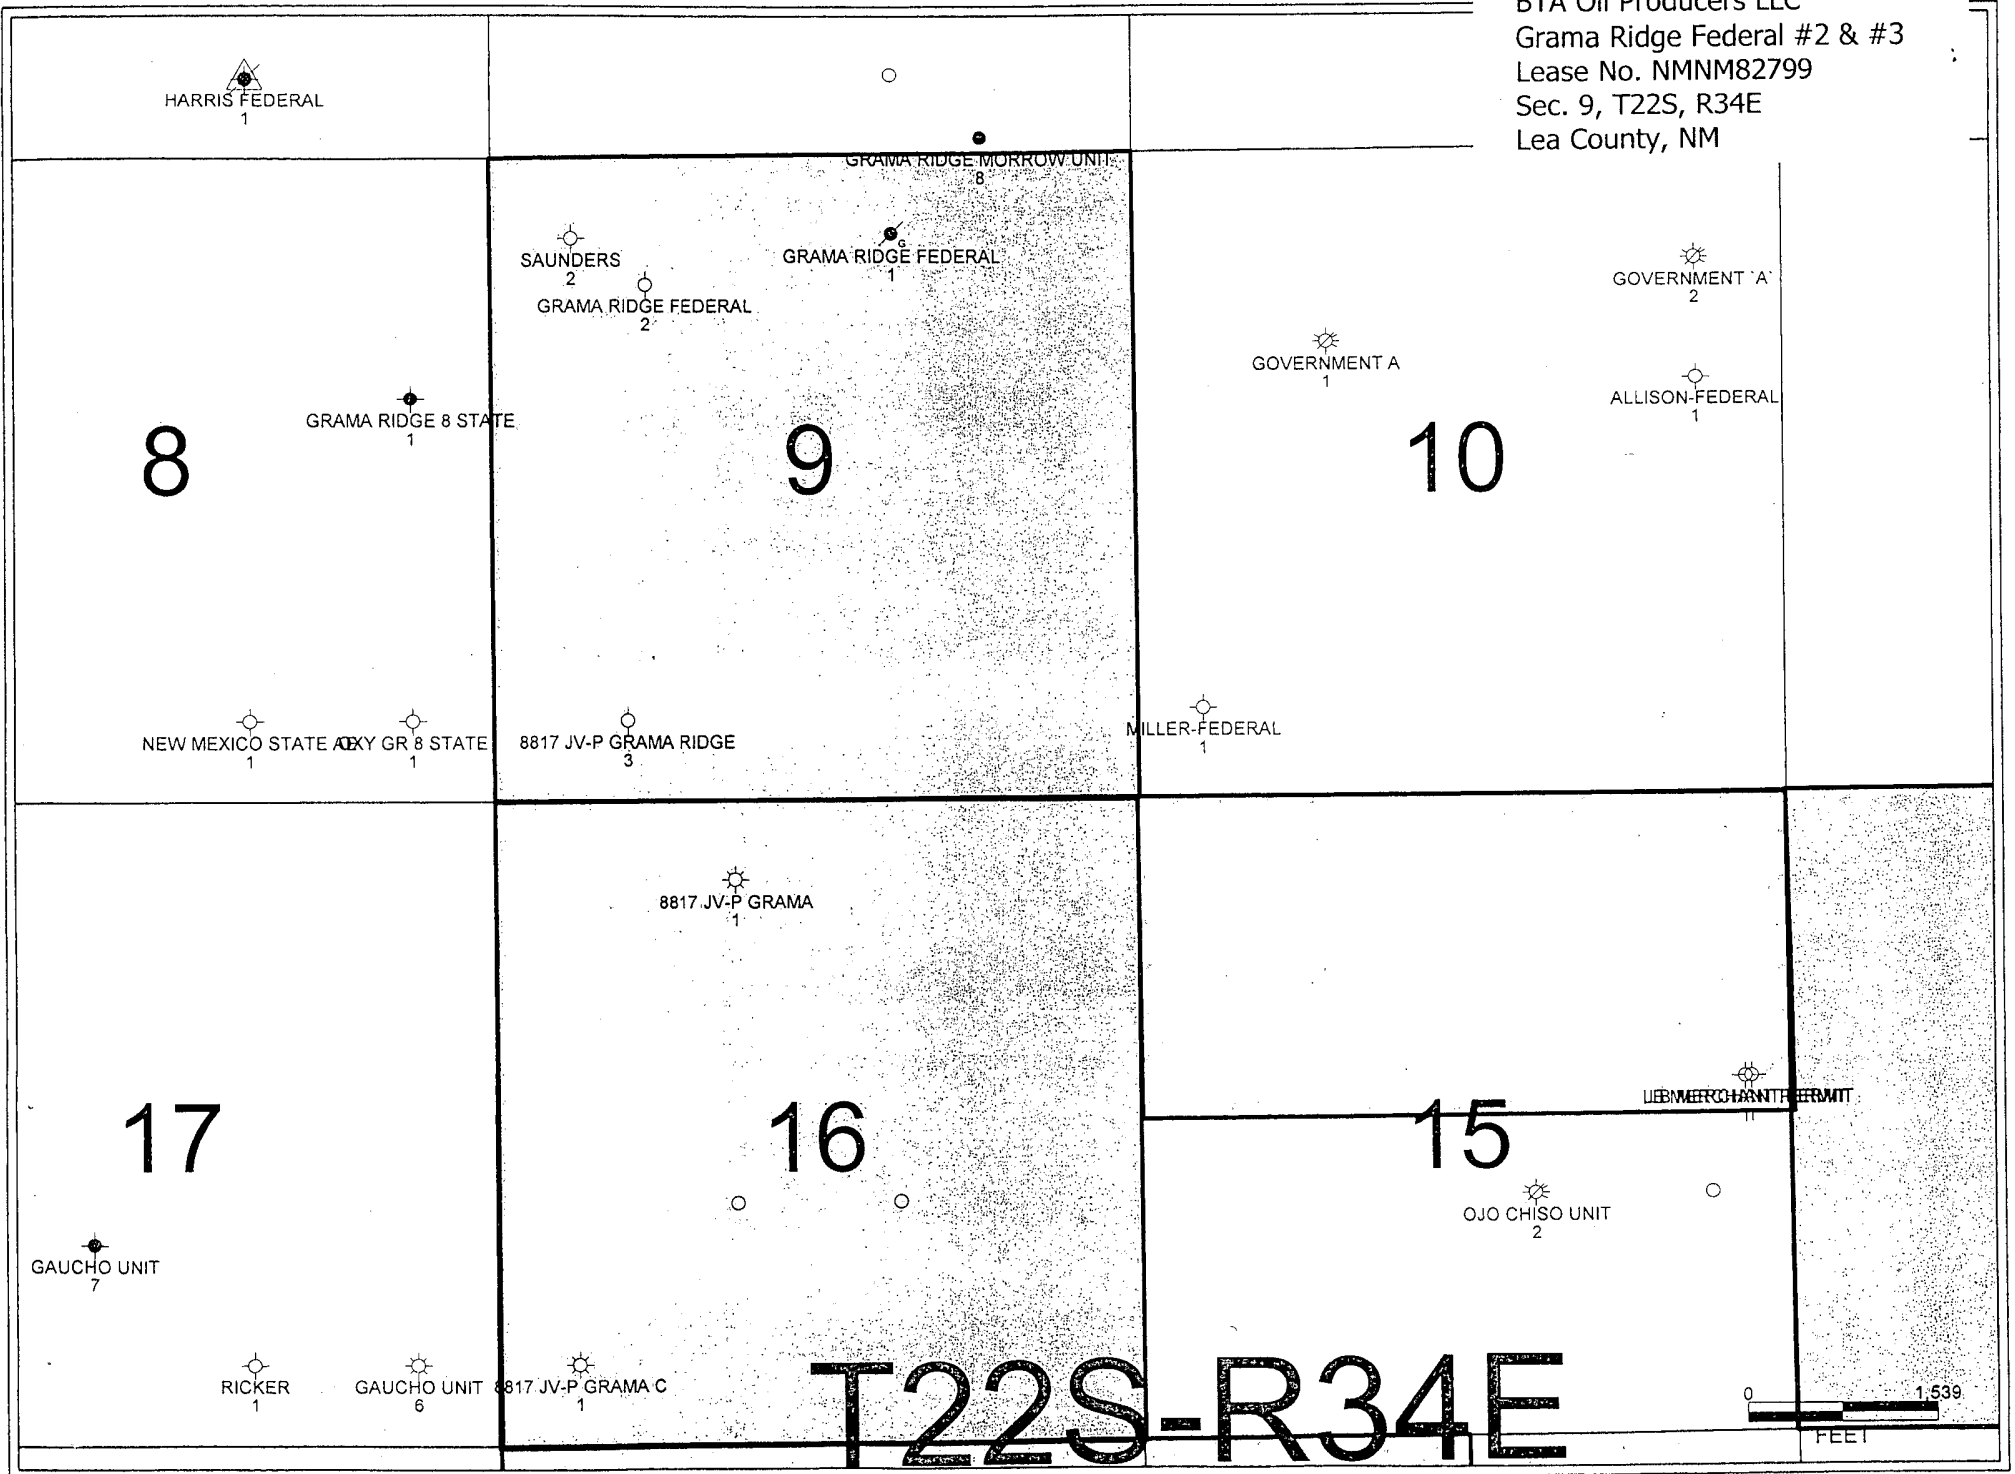 BTA Oil Producers LLC
Grama Ridge Federal #2 & #3
Lease No. NMNM82799
Sec. 9, T22S, R34E
Lea County, NM
HARRIS FEDERAL
1
GRAMA RIDGE MORROW UNIT
8
SAUNDERS
2
GRAMA RIDGE FEDERAL
2
G
GRAMA RIDGE FEDERAL
1
GOVERNMENT `A`
2
GOVERNMENT A
1
ALLISON-FEDERAL
1
GRAMA RIDGE 8 STATE
1
8
9
10
NEW MEXICO STATE
1
OXY GR 8 STATE
1
8817 JV-P GRAMA RIDGE
3
MILLER-FEDERAL
1
8817 JV-P GRAMA
1
17
16
15
OJO CHISO UNIT
2
GAUCHO UNIT
7
RICKER
1
GAUCHO UNIT
6
8817 JV-P GRAMA C
1
T22S-R34E
0 1,539
FEET